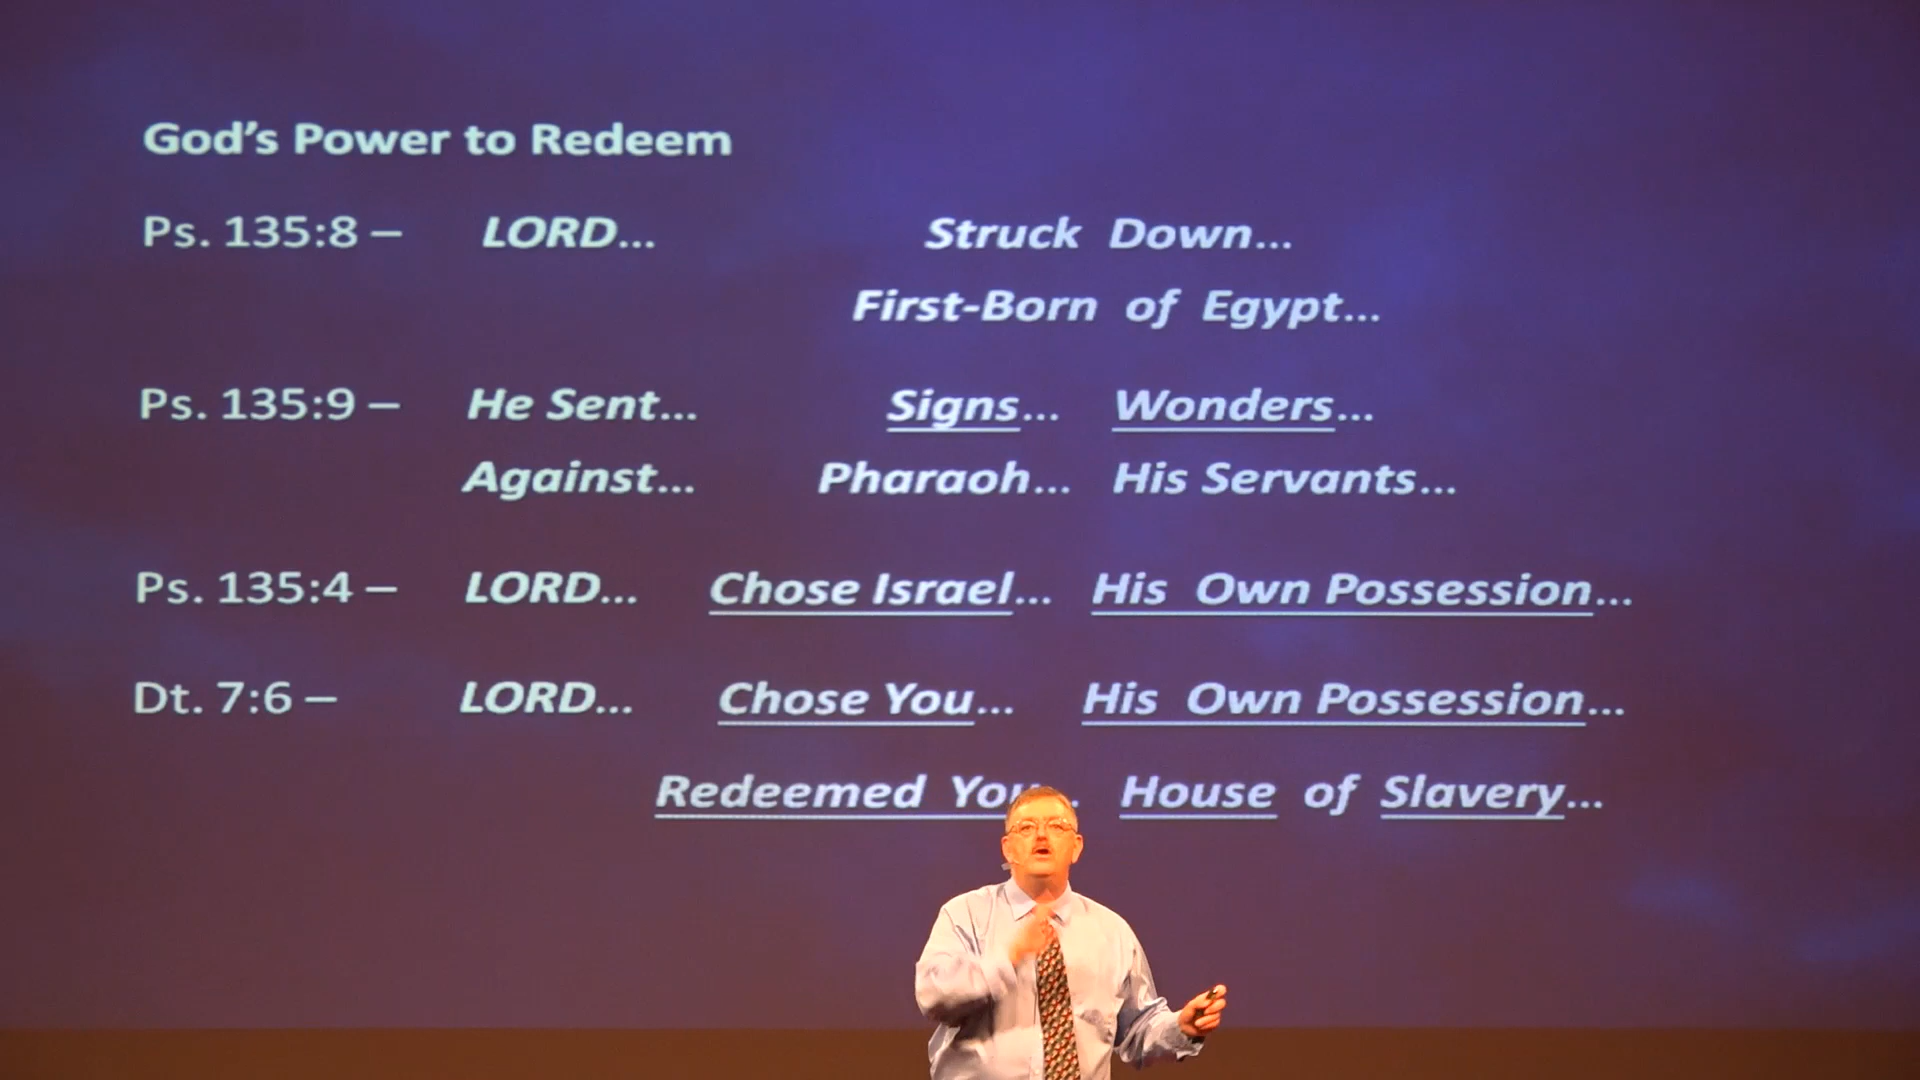 God's Power to Redeem
Ps. 135:8 – LORD... Struck Down...
First-Born of Egypt...
Ps. 135:9 – He Sent... Signs... Wonders...
Against... Pharaoh... His Servants...
Ps. 135:4 – LORD... Chose Israel... His Own Possession...
Dt. 7:6 – LORD... Chose You... His Own Possession...
Redeemed You... House of Slavery...